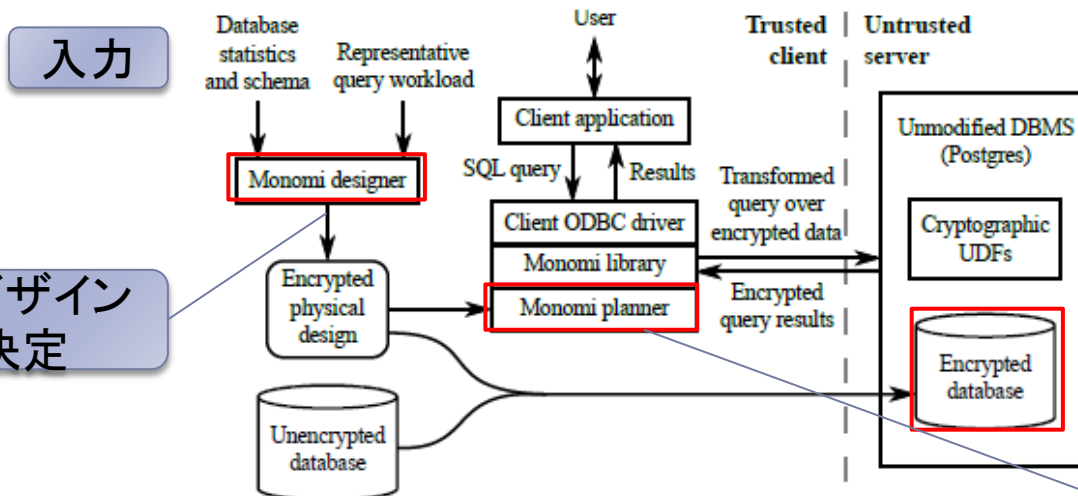 入力
Database
statistics
and schema
Representative
query workload
User
Trusted
client
Untrusted
server
Client application
Unmodified DBMS
(Postgres)
Monomi designer
SQL query
Results
Transformed
query over
encrypted data
Client ODBC driver
Monomi library
Monomi planner
Cryptographic
UDFs
デザイン
決定
Encrypted
physical
design
Encrypted
query results
Encrypted
database
Unencrypted
database